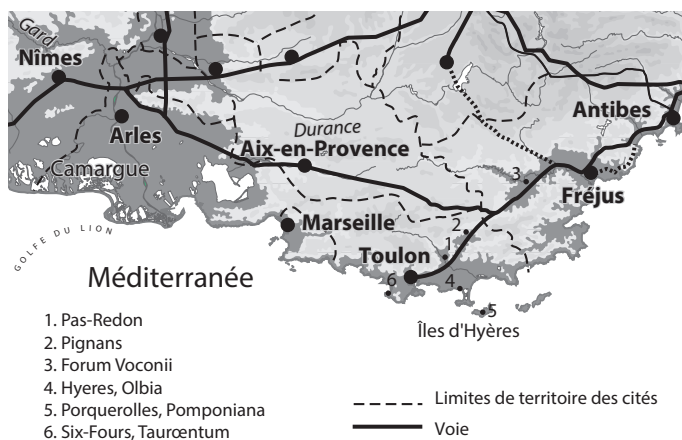 Gard
Nîmes
Antibes
Arles
Durance
Aix-en-Provence
Camargue
3
Fréjus
Marseille
2
GOLFE DU LION
Toulon
1
Méditerranée
6
4
5
Îles d'Hyères
1. Pas-Redon
2. Pignans
3. Forum Voconii
4. Hyeres, Olbia
5. Porquerolles, Pomponiana
6. Six-Fours, Taurœntum
Limites de territoire des cités
Voie